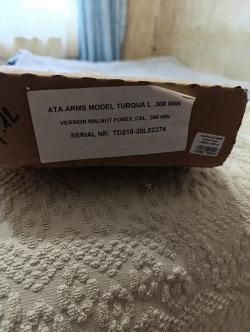 ATA ARMS MODEL TURQUA L .308 WIN
VERSION WALNUT FONEX, CAL. .308 WIN
SERIAL NR: TD218-20L02374